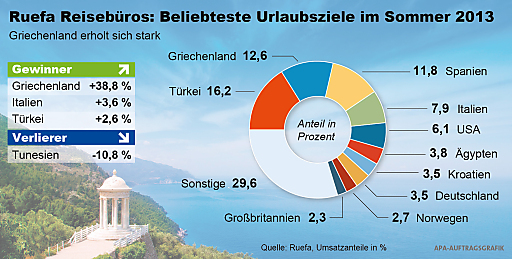 Ruefa Reisebüros: Beliebteste Urlaubsziele im Sommer 2013
Griechenland erholt sich stark
Gewinner
Griechenland +38,8 %
Italien +3,6 %
Türkei +2,6 %
Verlierer
Tunesien -10,8 %
Anteil in
Prozent
Griechenland 12,6
Türkei 16,2
Sonstige 29,6
Großbritannien 2,3
11,8 Spanien
7,9 Italien
6,1 USA
3,8 Ägypten
3,5 Kroatien
3,5 Deutschland
2,7 Norwegen
Quelle: Ruefa, Umsatzanteile in %
APA-AUFTRAGSGRAFIK